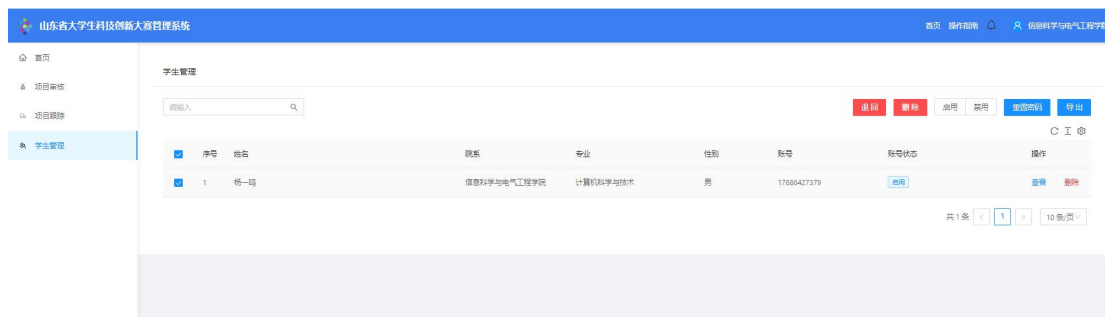 山东省大学生科技创新大赛管理系统 首页 操作指南 信息科学与电气工程学院
首页
项目审核
项目跟踪
学生管理
学生管理
请输入 退回 删除 启用 禁用 重置密码 导出
序号 姓名 院系 专业 性别 账号 账号状态 操作
1 杨一鸣 信息科学与电气工程学院 计算机科学与技术 男 17686427379 启用 查看 删除
共1条 < 1 > 10条/页